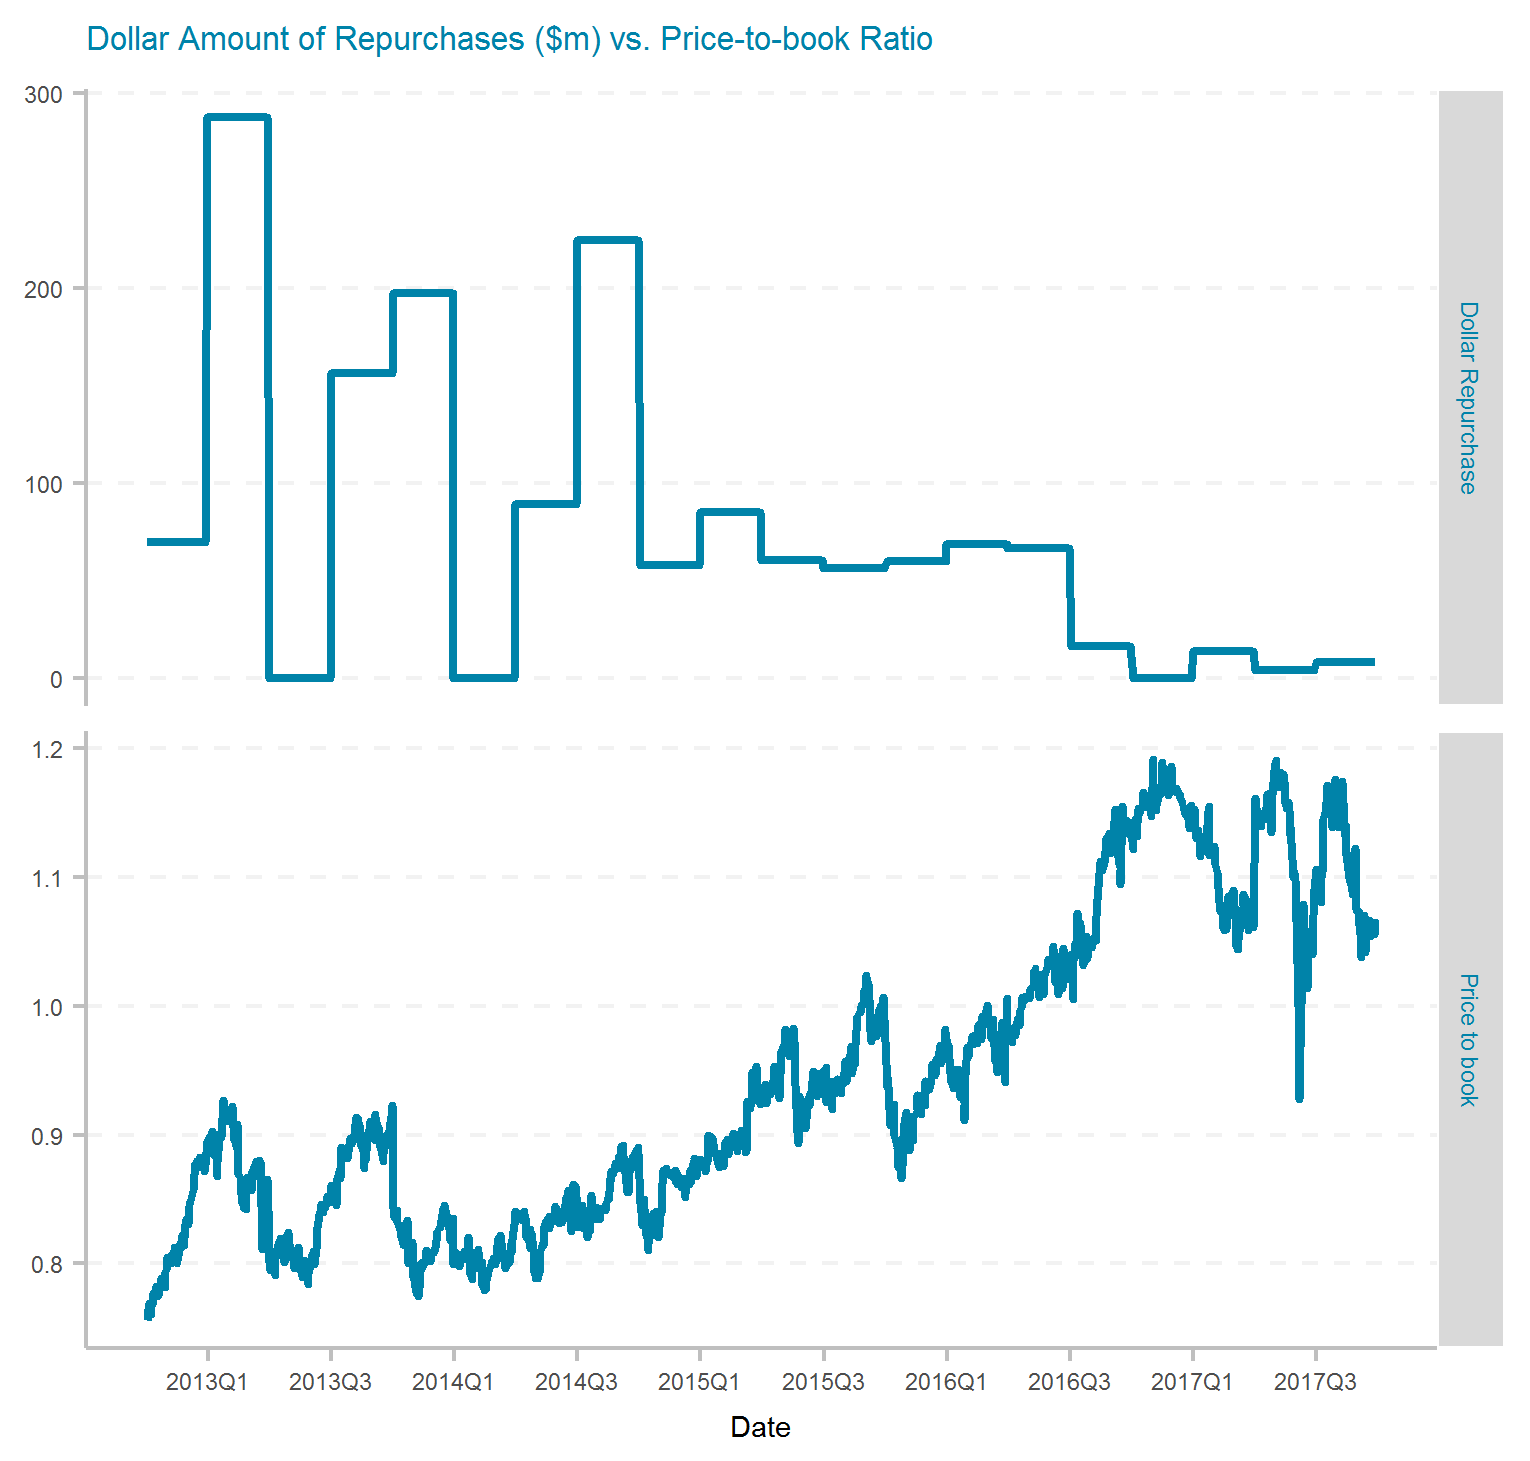 Dollar Amount of Repurchases ($m) vs. Price-to-book Ratio
300
200
100
0
Dollar Repurchase
1.2
1.1
1.0
0.9
0.8
Price to book
2013Q1 2013Q3 2014Q1 2014Q3 2015Q1 2015Q3 2016Q1 2016Q3 2017Q1 2017Q3
Date